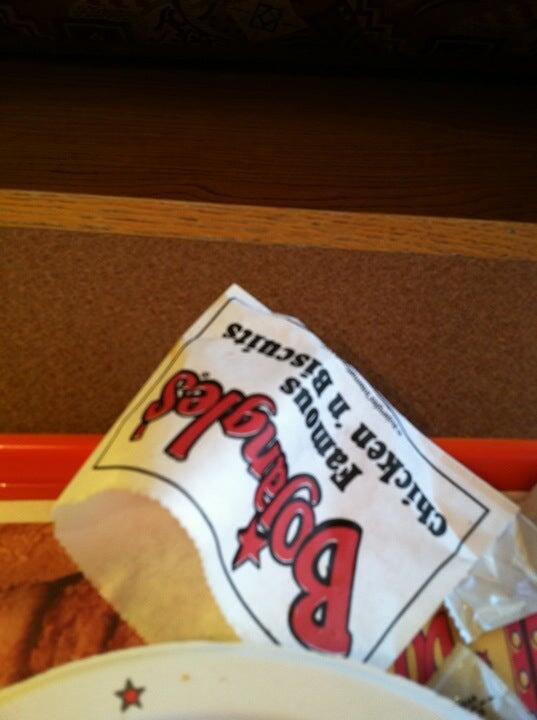 Bojangles'
Famous
Chicken 'n Biscuits